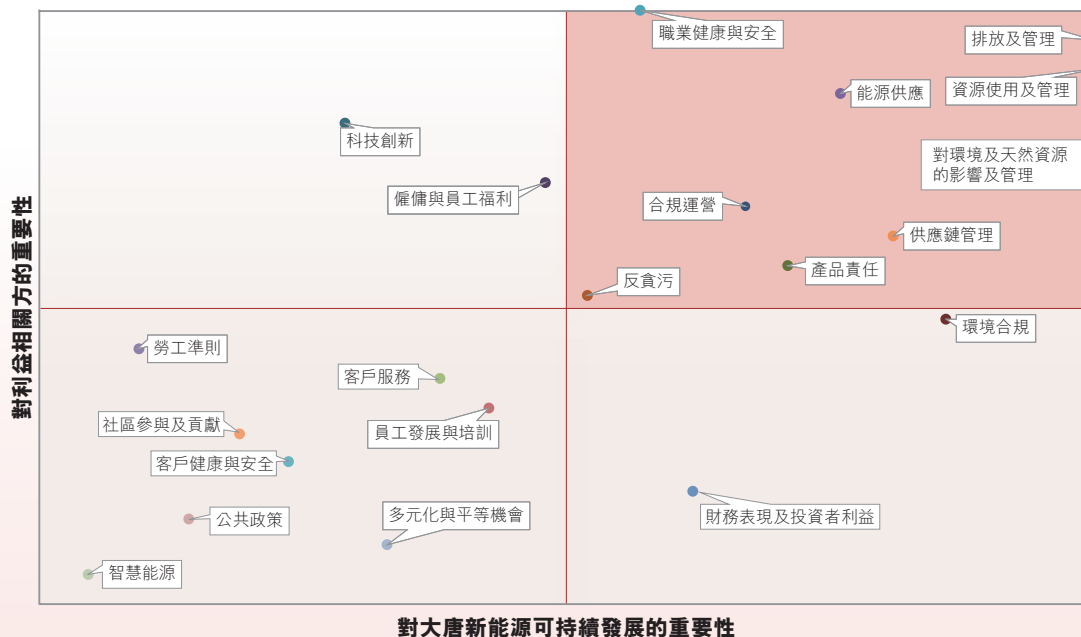 對利益相關方的重要性
職業健康與安全
排放及管理
能源供應
資源使用及管理
科技創新
對環境及天然資源
的影響及管理
僱傭與員工福利
合規運營
供應鏈管理
產品責任
反貪污
環境合規
勞工準則
客戶服務
社區參與及貢獻
員工發展與培訓
客戶健康與安全
公共政策
多元化與平等機會
財務表現及投資者利益
智慧能源
對大唐新能源可持續發展的重要性